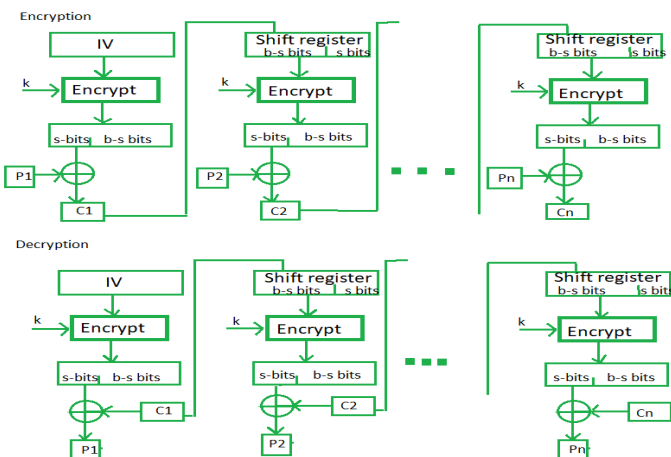 Encryption
IV
Shift register
b-s bits s bits
Shift register
b-s bits s bits
k
Encrypt
k
Encrypt
k
Encrypt
s-bits b-s bits
s-bits b-s bits
s-bits b-s bits
P1
P2
Pn
C1
C2
Cn
Decryption
IV
Shift register
b-s bits s bits
Shift register
b-s bits s bits
k
Encrypt
k
Encrypt
k
Encrypt
s-bits b-s bits
s-bits b-s bits
s-bits b-s bits
C1
C2
Cn
P1
P2
Pn